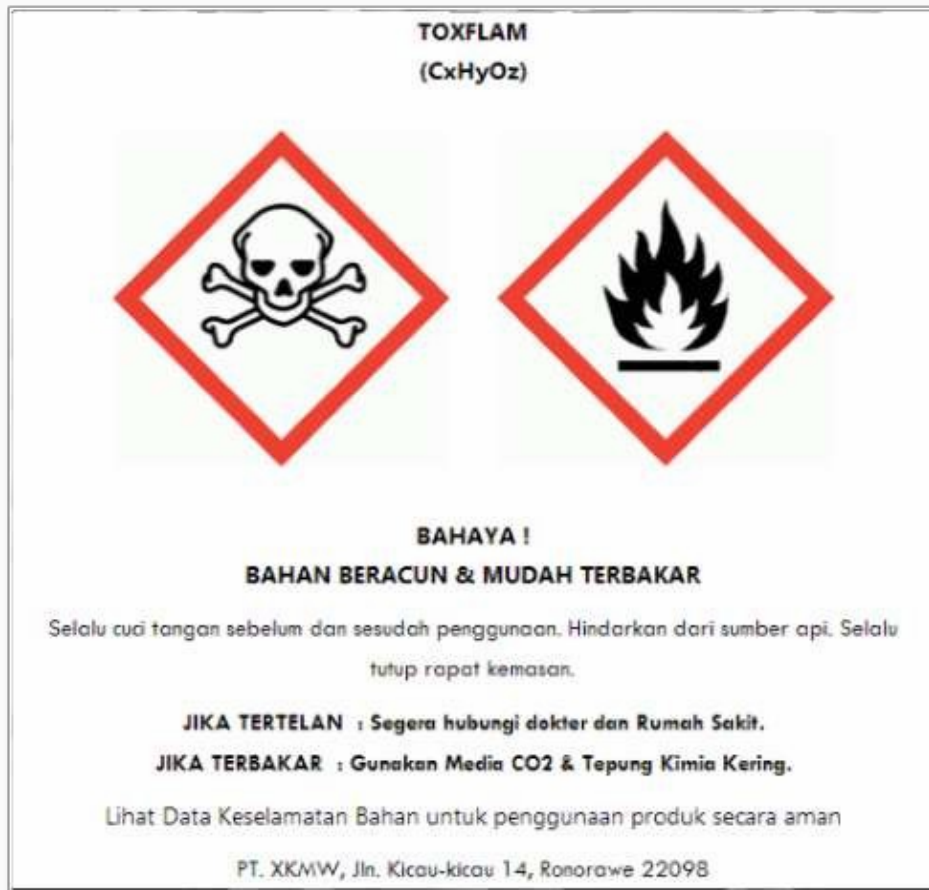 TOXFLAM
(CxHyOz)
BAHAYA !
BAHAN BERACUN & MUDAH TERBAKAR
Selalu cuci tangan sebelum dan sesudah penggunaan. Hindarkan dari sumber api. Selalu
tutup rapat kemasan.
JIKA TERTELAN : Segera hubungi dokter dan Rumah Sakit.
JIKA TERBAKAR : Gunakan Media CO2 & Tepung Kimia Kering.
Lihat Data Keselamatan Bahan untuk penggunaan produk secara aman
PT. XKMW, Jln. Kicau-kicau 14, Ronorawe 22098